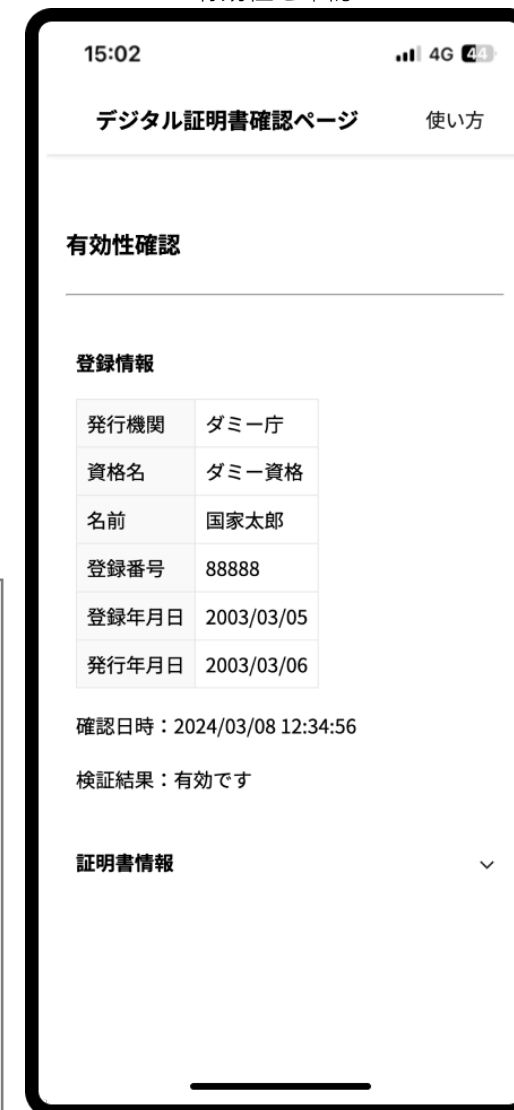 15:02 4G 44
デジタル証明書確認ページ 使い方
有効性確認
登録情報
発行機関 ダミー庁
資格名 ダミー資格
名前 国家太郎
登録番号 88888
登録年月日 2003/03/05
発行年月日 2003/03/06
確認日時：2024/03/08 12:34:56
検証結果：有効です
証明書情報